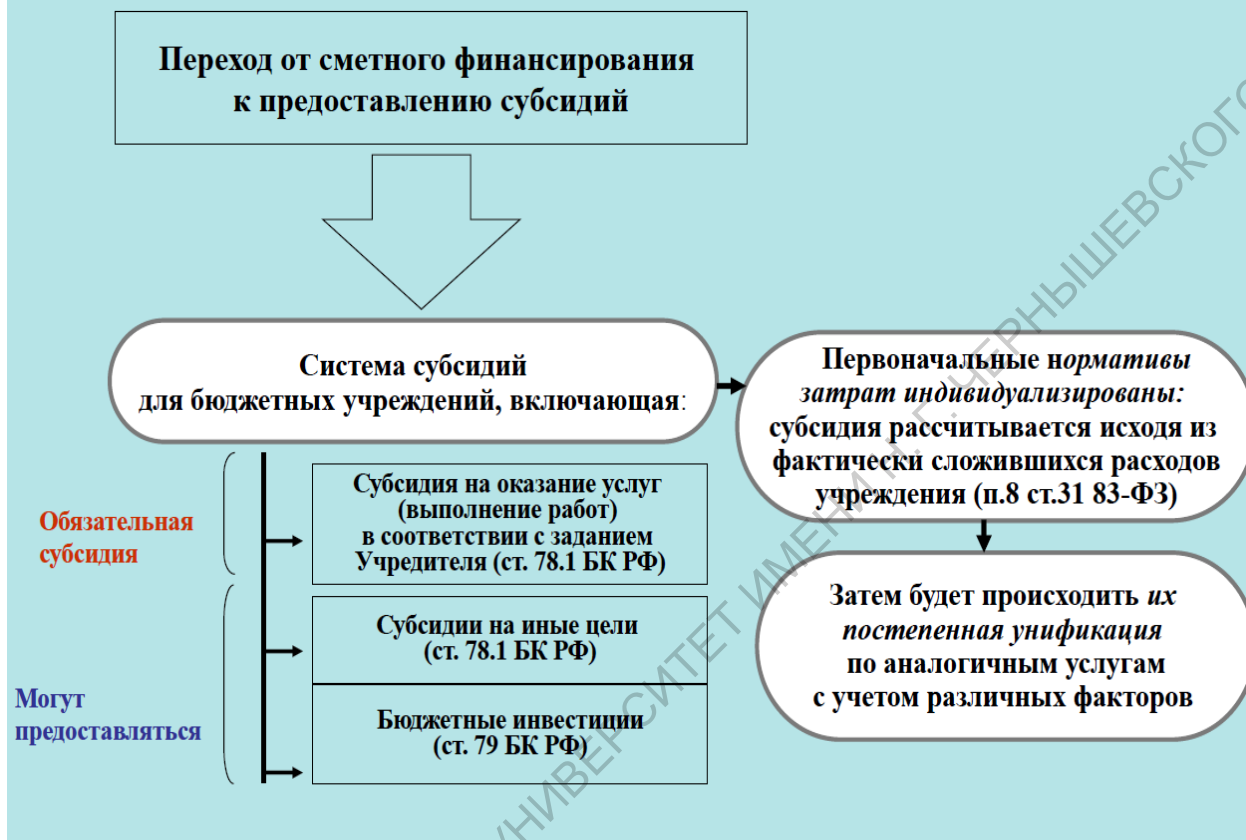 Переход от сметного финансирования
к предоставлению субсидий
Система субсидий
для бюджетных учреждений, включающая:
Обязательная
субсидия
Субсидия на оказание услуг
(выполнение работ)
в соответствии с заданием
Учредителя (ст. 78.1 БК РФ)
Могут
предоставляться
Субсидии на иные цели
(ст. 78.1 БК РФ)
Бюджетные инвестиции
(ст. 79 БК РФ)
Первоначальные нормативы
затрат индивидуализированы:
субсидия рассчитывается исходя из
фактически сложившихся расходов
учреждения (п.8 ст.31 83-ФЗ)
Затем будет происходить их
постепенная унификация
по аналогичным услугам
с учетом различных факторов
УНИВЕРСИТЕТ ИМЕНИ Н. Г. ЧЕРНЫШЕВСКОГО